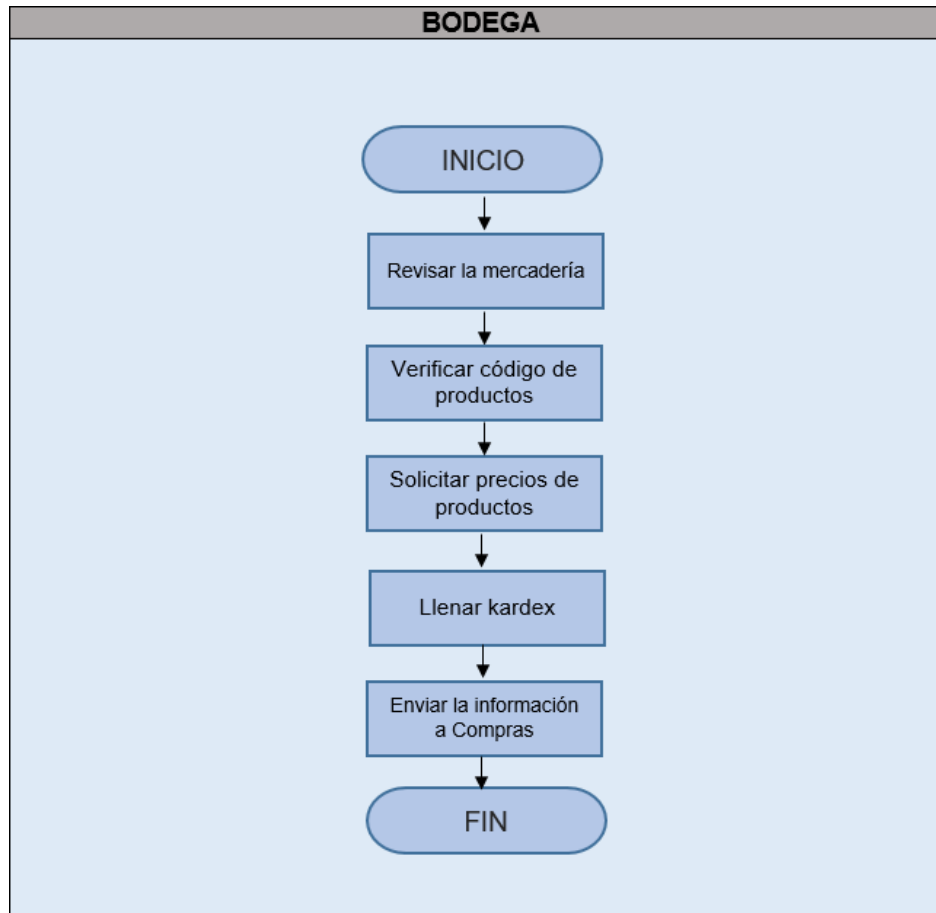 BODEGA
INICIO
Revisar la mercadería
Verificar código de
productos
Solicitar precios de
productos
Llenar kardex
Enviar la información
a Compras
FIN